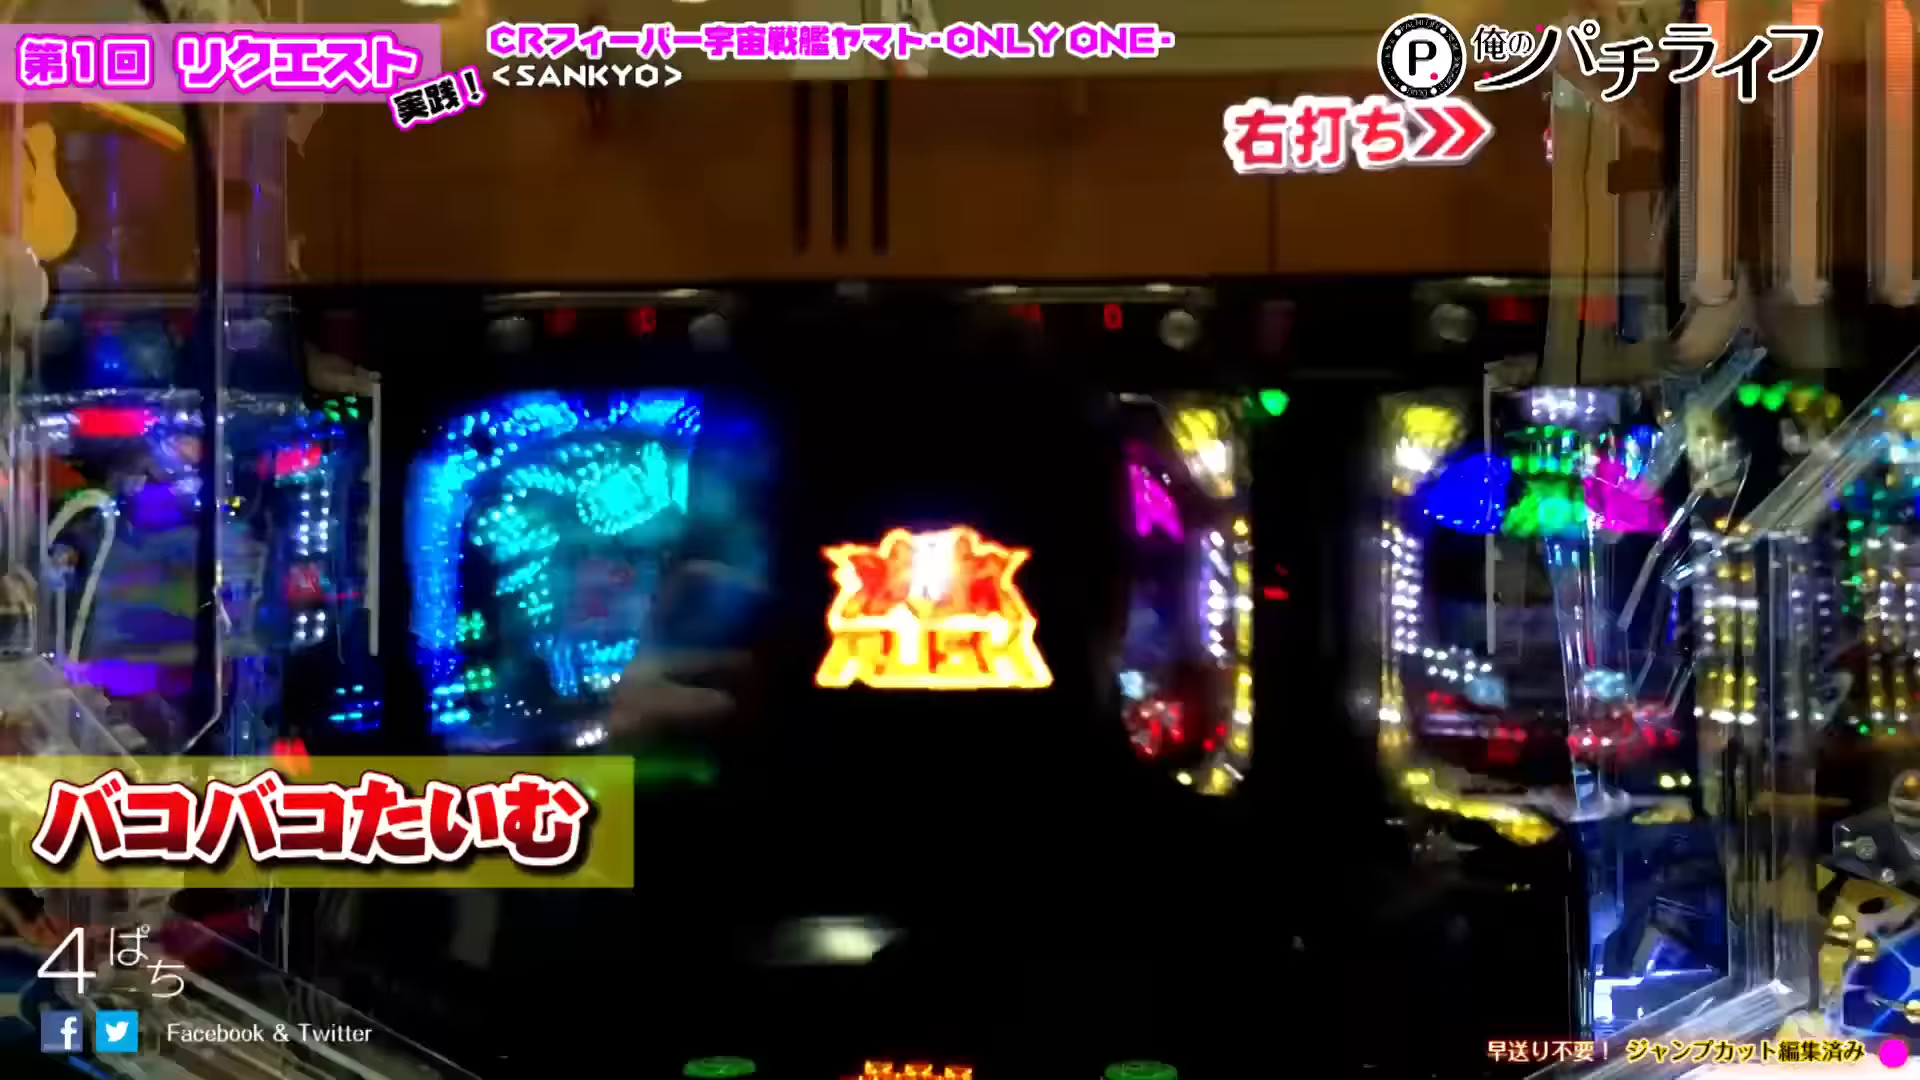 第1回 リクエスト
実践！
CRフィーバー宇宙戦艦ヤマト-ONLY ONE-
<SANKYO>
P. 俺のパチライフ
右打ち
RUSH
バコバコたいむ
4ぱち
Facebook & Twitter
早送り不要！ ジャンプカット編集済み